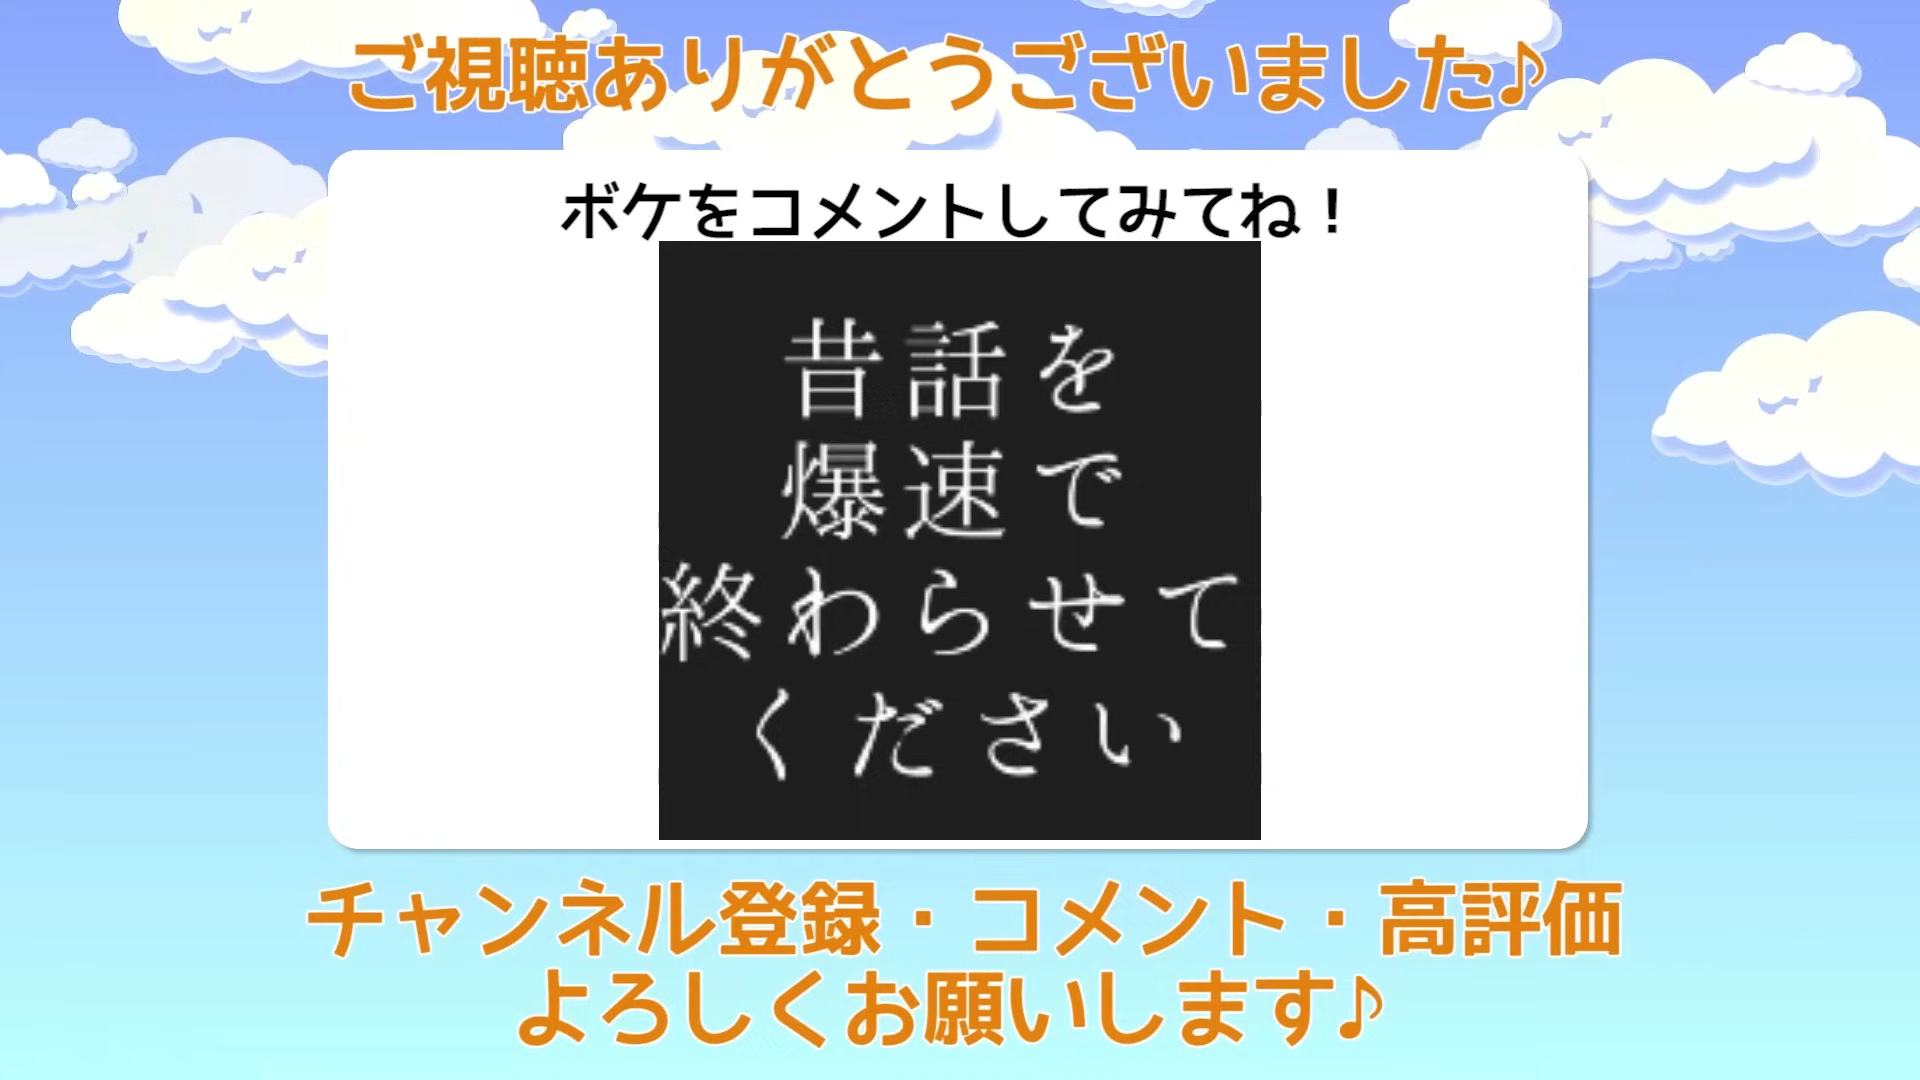 ご視聴ありがとうございました♪
ボケをコメントしてみてね！
昔話を
爆速で
終わらせて
ください
チャンネル登録・コメント・高評価
よろしくお願いします♪